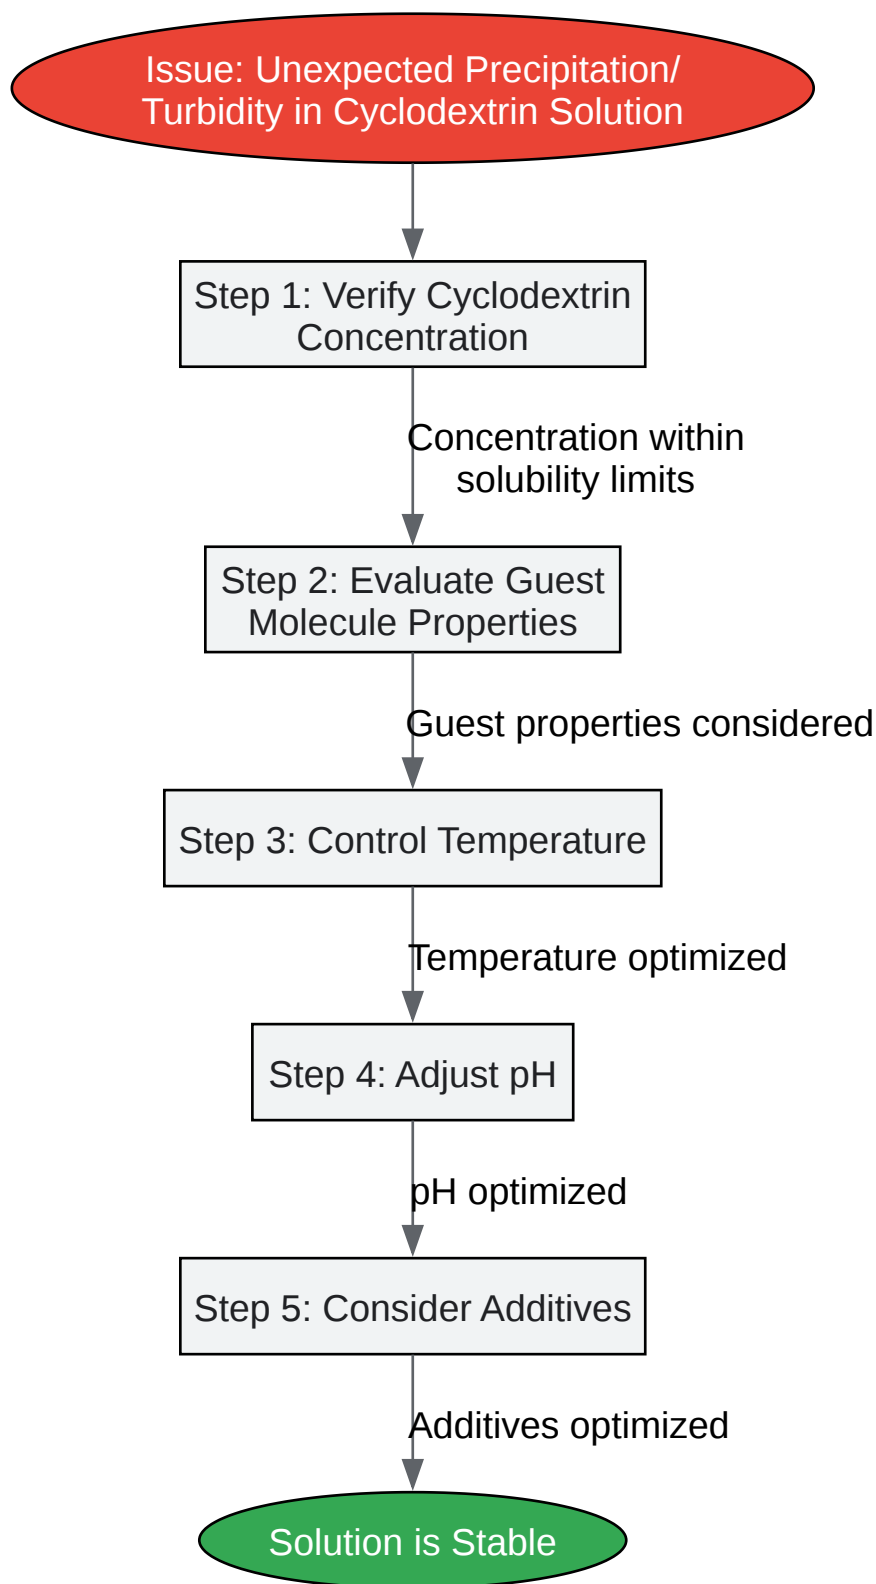 Issue: Unexpected Precipitation/
Turbidity in Cyclodextrin Solution
Step 1: Verify Cyclodextrin
Concentration
Concentration within
solubility limits
Step 2: Evaluate Guest
Molecule Properties
Guest properties considered
Step 3: Control Temperature
Temperature optimized
Step 4: Adjust pH
pH optimized
Step 5: Consider Additives
Additives optimized
Solution is Stable